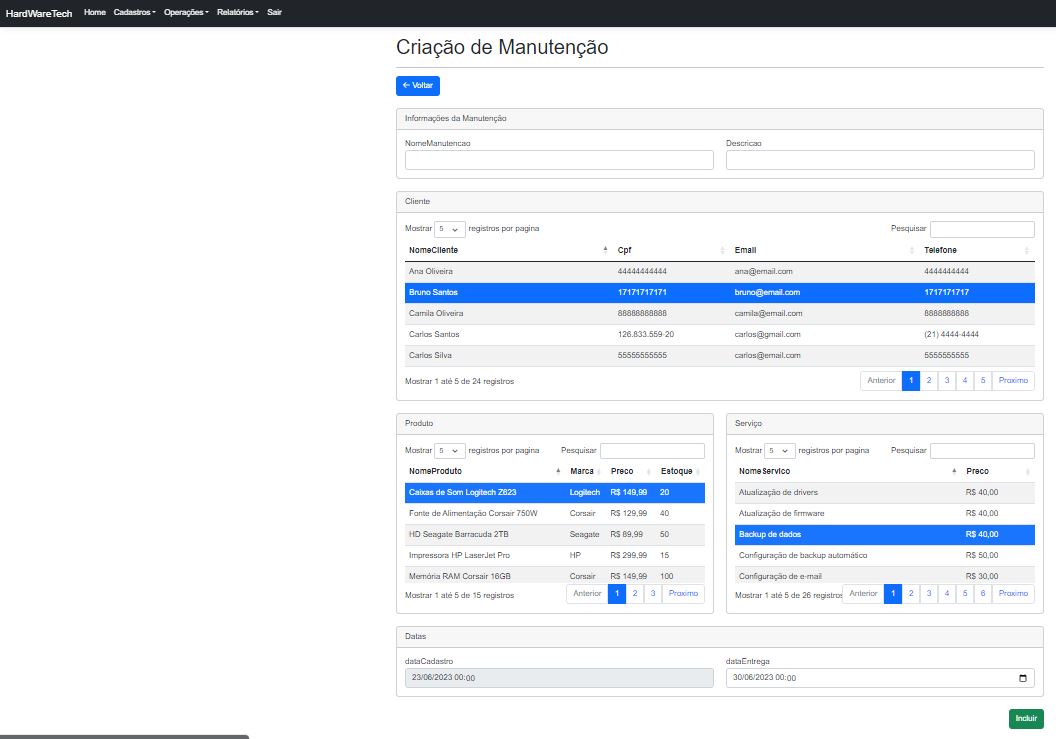 HardWareTech Home Cadastros Operações Relatórios Sair
Criação de Manutenção
← Voltar
Informações da Manutenção
NomeManutencao Descricao
Cliente
Mostrar 5 registros por pagina Pesquisar
NomeCliente Cpf Email Telefone
Ana Oliveira 44444444444 ana@email.com 4444444444
Bruno Santos 17171717171 bruno@email.com 1717171717
Camila Oliveira 88888888888 camila@email.com 8888888888
Carlos Santos 126.833.559-20 carlos@gmail.com (21) 4444-4444
Carlos Silva 55555555555 carlos@email.com 5555555555
Mostrar 1 até 5 de 24 registros Anterior 1 2 3 4 5 Proximo
Produto
Mostrar 5 registros por pagina Pesquisar
NomeProduto Marca Preco Estoque
Caixas de Som Logitech Z623 Logitech R$ 149,99 20
Fonte de Alimentação Corsair 750W Corsair R$ 129,99 40
HD Seagate Barracuda 2TB Seagate R$ 89,99 50
Impressora HP LaserJet Pro HP R$ 299,99 15
Memória RAM Corsair 16GB Corsair R$ 149,99 100
Mostrar 1 até 5 de 15 registros Anterior 1 2 3 Proximo
Serviço
Mostrar 5 registros por pagina Pesquisar
NomeServico Preco
Atualização de drivers R$ 40,00
Atualização de firmware R$ 40,00
Backup de dados R$ 40,00
Configuração de backup automático R$ 50,00
Configuração de e-mail R$ 30,00
Mostrar 1 até 5 de 26 registros Anterior 1 2 3 4 5 6 Proximo
Datas
dataCadastro dataEntrega
23/06/2023 00:00 30/06/2023 00:00
Incluir